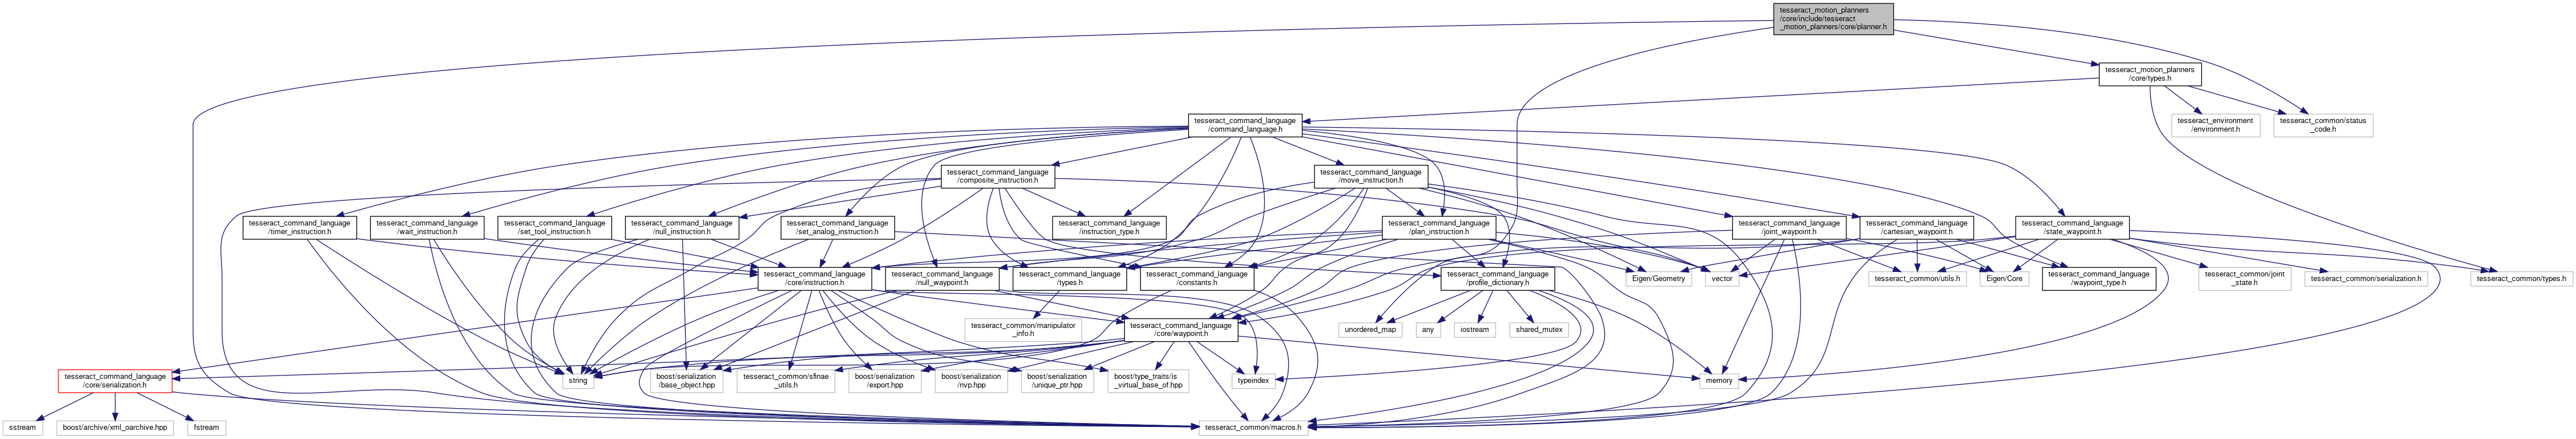 tesseract_motion_planners
/core/include/tesseract
_motion_planners/core/planner.h
tesseract_motion_planners
/core/types.h
tesseract_command_language
/command_language.h
tesseract_environment
/environment.h
tesseract_common/status
_code.h
tesseract_command_language
/composite_instruction.h
tesseract_command_language
/move_instruction.h
tesseract_command_language
/timer_instruction.h
tesseract_command_language
/wait_instruction.h
tesseract_command_language
/set_tool_instruction.h
tesseract_command_language
/null_instruction.h
tesseract_command_language
/set_analog_instruction.h
tesseract_command_language
/instruction_type.h
tesseract_command_language
/plan_instruction.h
tesseract_command_language
/joint_waypoint.h
tesseract_command_language
/cartesian_waypoint.h
tesseract_command_language
/state_waypoint.h
tesseract_command_language
/core/instruction.h
tesseract_command_language
/null_waypoint.h
tesseract_command_language
/types.h
tesseract_command_language
/constants.h
tesseract_command_language
/profile_dictionary.h
Eigen/Geometry
vector
tesseract_common/utils.h
Eigen/Core
tesseract_command_language
/waypoint_type.h
tesseract_common/joint
_state.h
tesseract_common/serialization.h
tesseract_common/types.h
tesseract_common/manipulator
_info.h
tesseract_command_language
/core/waypoint.h
unordered_map
any
iostream
shared_mutex
tesseract_command_language
/core/serialization.h
string
boost/serialization
/base_object.hpp
tesseract_common/sfinae
_utils.h
boost/serialization
/export.hpp
boost/serialization
/nvp.hpp
boost/serialization
/unique_ptr.hpp
boost/type_traits/is
_virtual_base_of.hpp
typeindex
memory
sstream
boost/archive/xml_oarchive.hpp
fstream
tesseract_common/macros.h